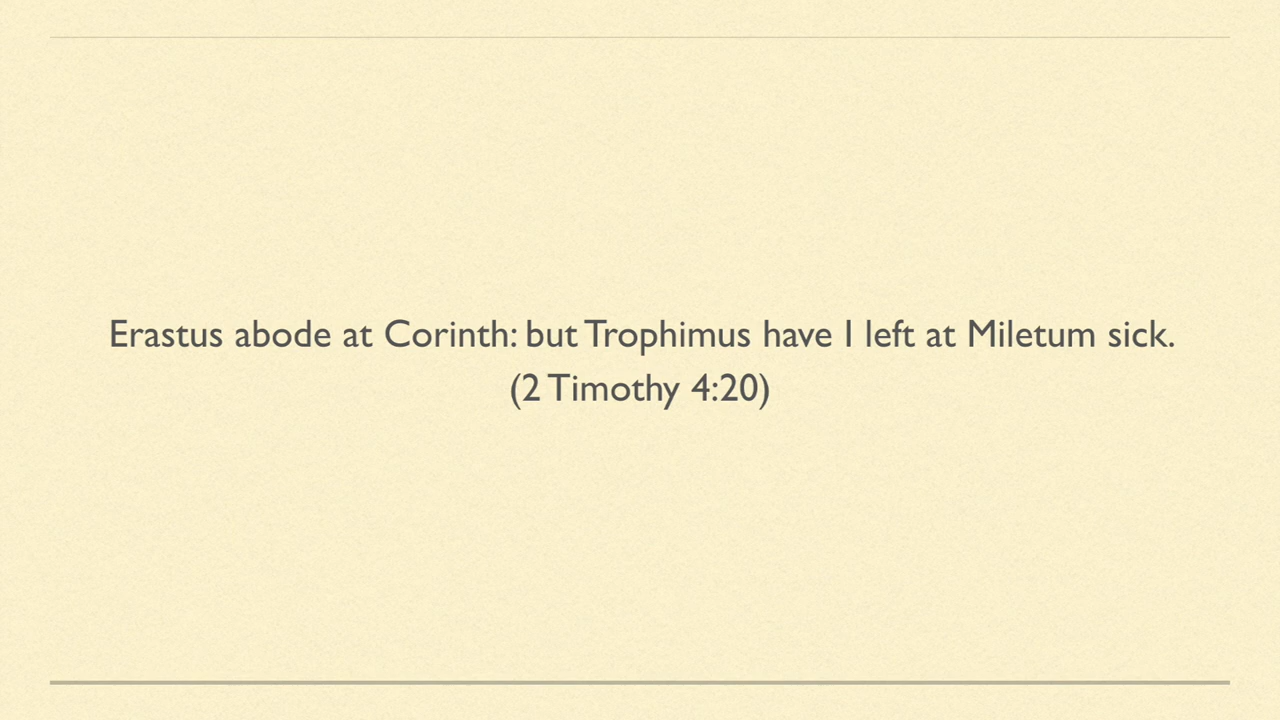 Erastus abode at Corinth: but Trophimus have I left at Miletum sick.
(2 Timothy 4:20)